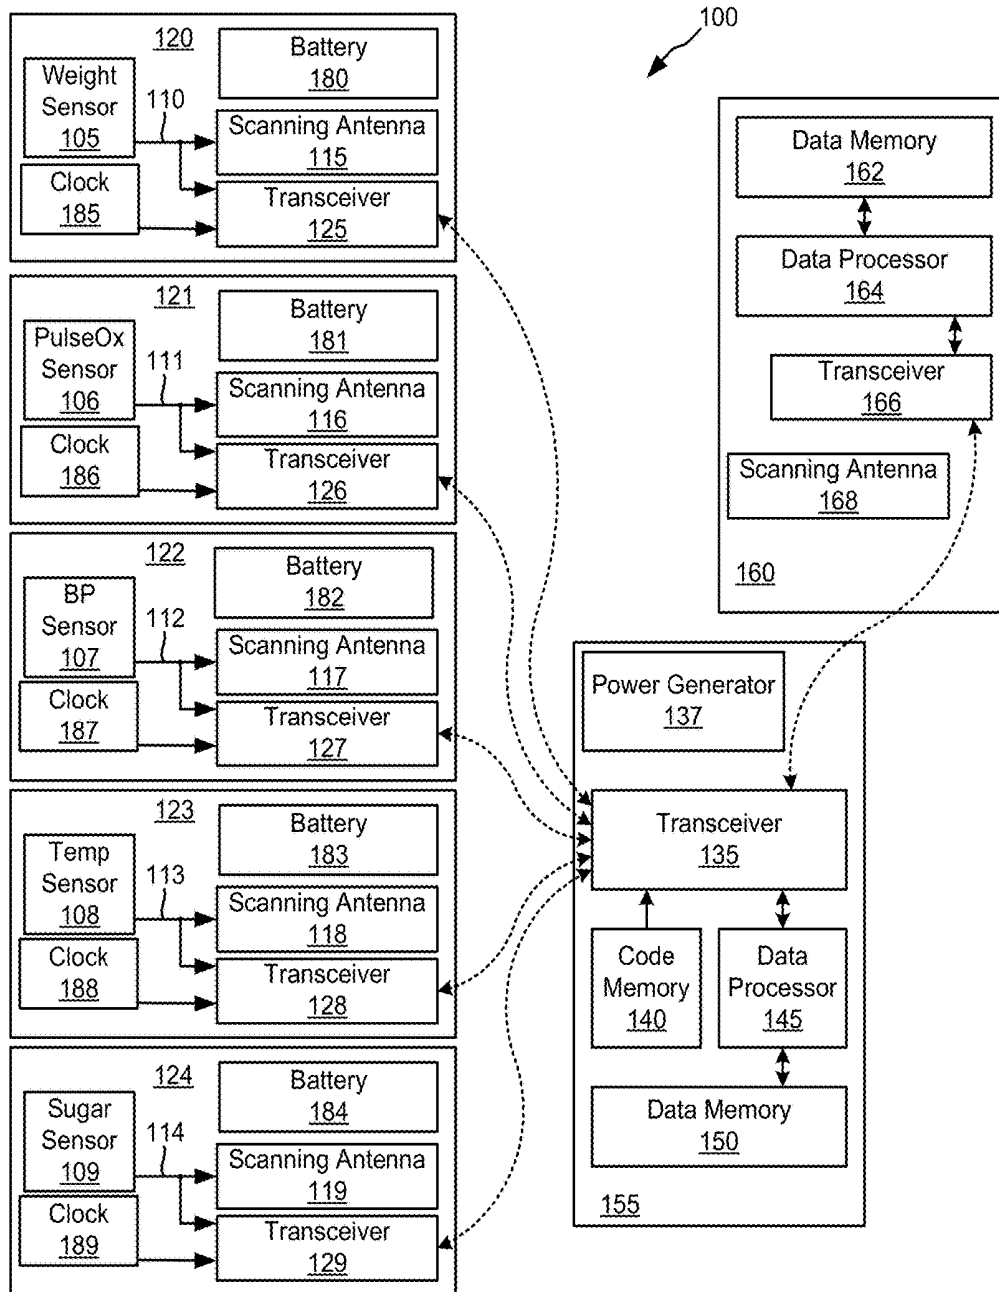 100
120
Battery
180
Weight
Sensor
105
110
Scanning Antenna
115
Clock
185
Transceiver
125
121
Battery
181
PulseOx
Sensor
106
111
Scanning Antenna
116
Clock
186
Transceiver
126
122
Battery
182
BP
Sensor
107
112
Scanning Antenna
117
Clock
187
Transceiver
127
123
Battery
183
Temp
Sensor
108
113
Scanning Antenna
118
Clock
188
Transceiver
128
124
Battery
184
Sugar
Sensor
109
114
Scanning Antenna
119
Clock
189
Transceiver
129
Data Memory
162
Data Processor
164
Transceiver
166
Scanning Antenna
168
160
Power Generator
137
Transceiver
135
Code
Memory
140
Data
Processor
145
Data Memory
150
155